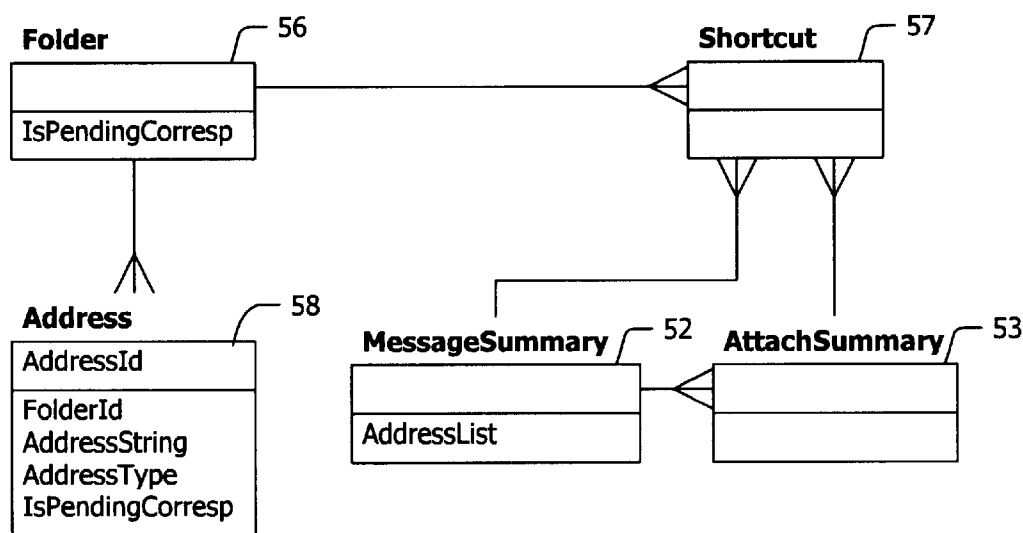 Folder
56
IsPendingCorresp
Shortcut
57
Address
58
AddressId
FolderId
AddressString
AddressType
IsPendingCorresp
MessageSummary
52
AddressList
AttachSummary
53